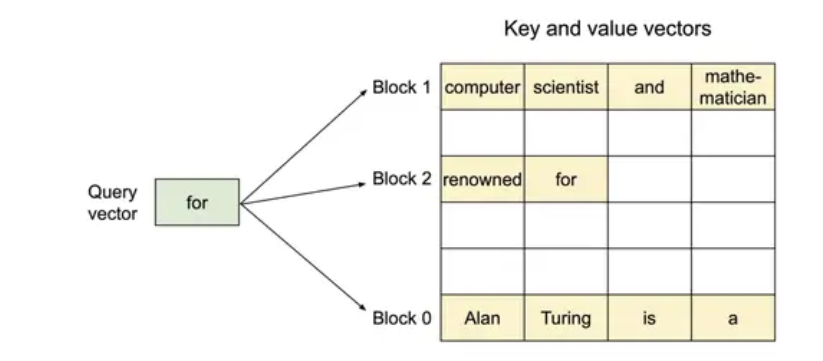 Key and value vectors
Block 1 computer scientist and mathe-
matician
Query
vector
for
Block 2 renowned for
Block 0 Alan Turing is a